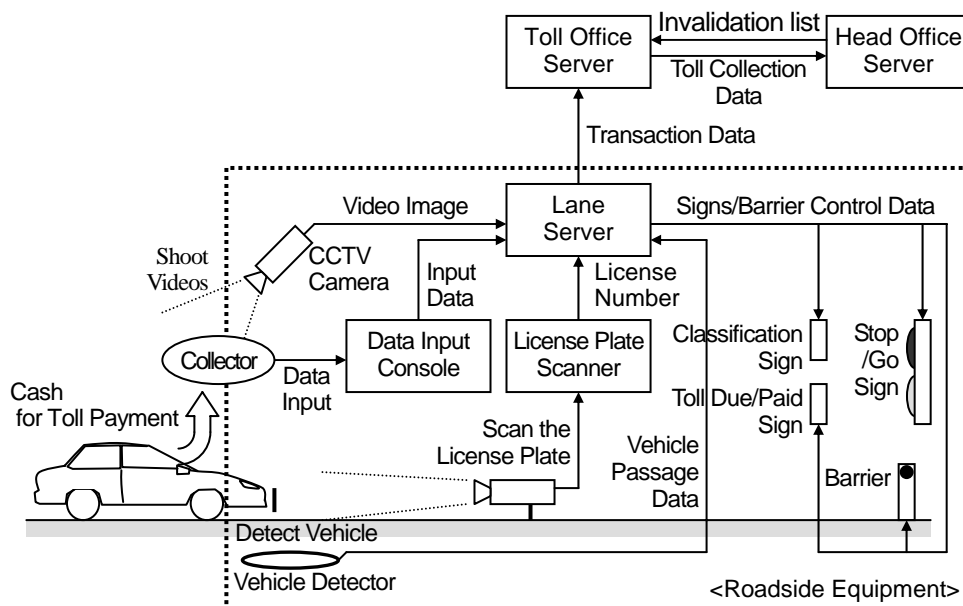 Toll Office
Server
Invalidation list
Toll Collection
Data
Head Office
Server
Transaction Data
Video Image
Lane
Server
Signs/Barrier Control Data
Shoot
Videos
CCTV
Camera
Input
Data
License
Number
Collector
Data
Input
Data Input
Console
License Plate
Scanner
Classification
Sign
Stop
/Go
Sign
Toll Due/Paid
Sign
Cash
for Toll Payment
Scan the
License Plate
Vehicle
Passage
Data
Barrier
Detect Vehicle
Vehicle Detector
<Roadside Equipment>